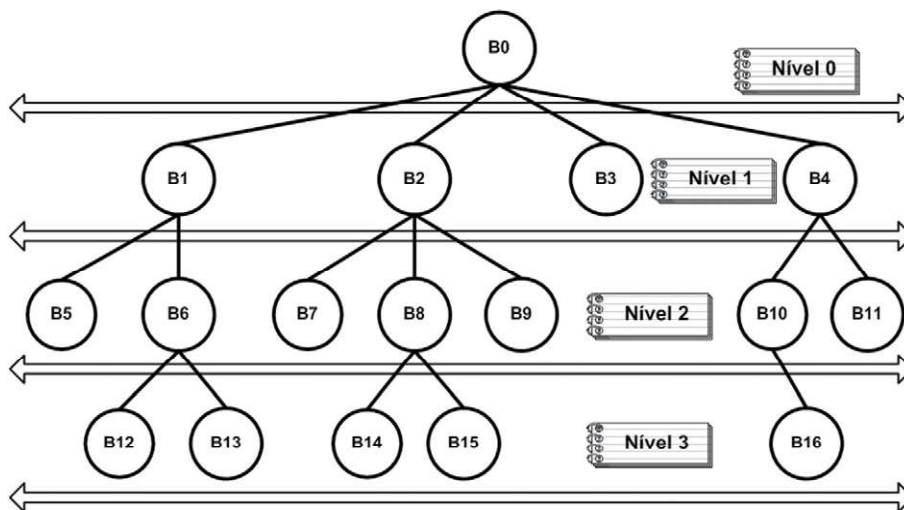 B0
Nível 0
B1 B2 B3 Nível 1 B4
B5 B6 B7 B8 B9 Nível 2 B10 B11
B12 B13 B14 B15 Nível 3 B16